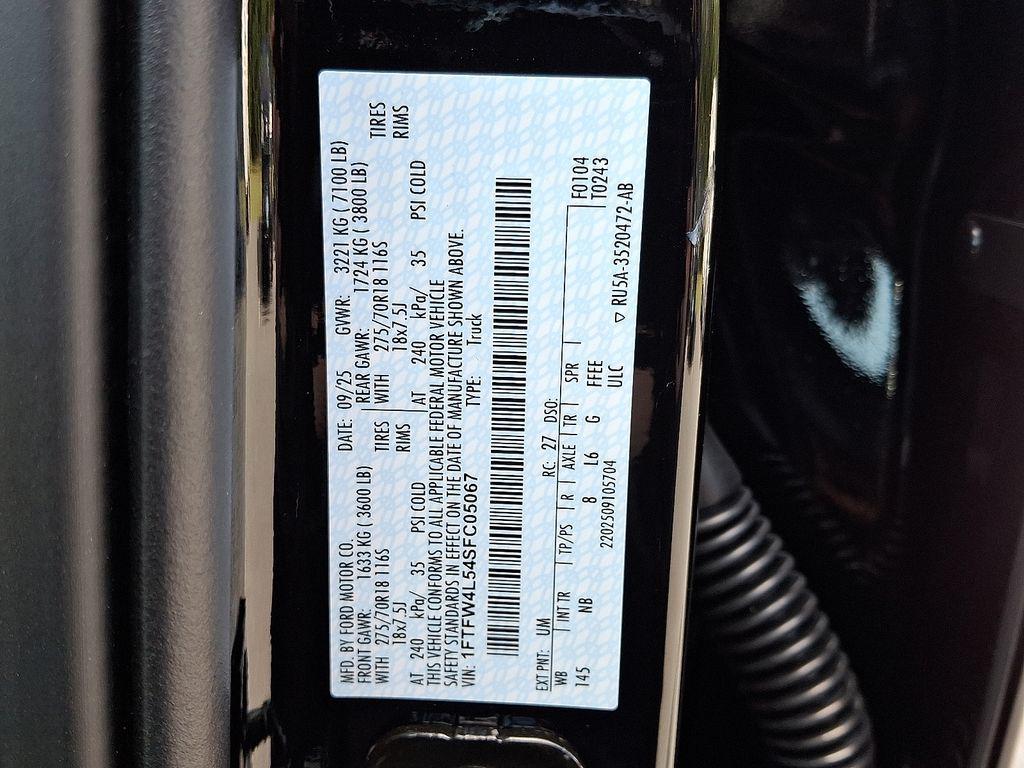 MFD. BY FORD MOTOR CO. DATE: 09/25 GVWR: 3221 KG ( 7100 LB)
FRONT GAWR: 1633 KG ( 3600 LB) REAR GAWR: 1724 KG ( 3800 LB)
WITH 275/70R18 116S TIRES WITH 275/70R18 116S TIRES
18x7.5J RIMS 18x7.5J RIMS
AT 240 kPa/ 35 PSI COLD AT 240 kPa/ 35 PSI COLD
THIS VEHICLE CONFORMS TO ALL APPLICABLE FEDERAL MOTOR VEHICLE
SAFETY STANDARDS IN EFFECT ON THE DATE OF MANUFACTURE SHOWN ABOVE.
VIN: 1FTFW4L54SFC05067 TYPE: Truck
EXT PNT: UM RC: 27 DSO:
WB INT TR TP/PS R AXLE TR SPR F0104
145 NB 8 L6 G FFEE T0243
2202509105704 ULC ▽ RU5A-3520472-AB